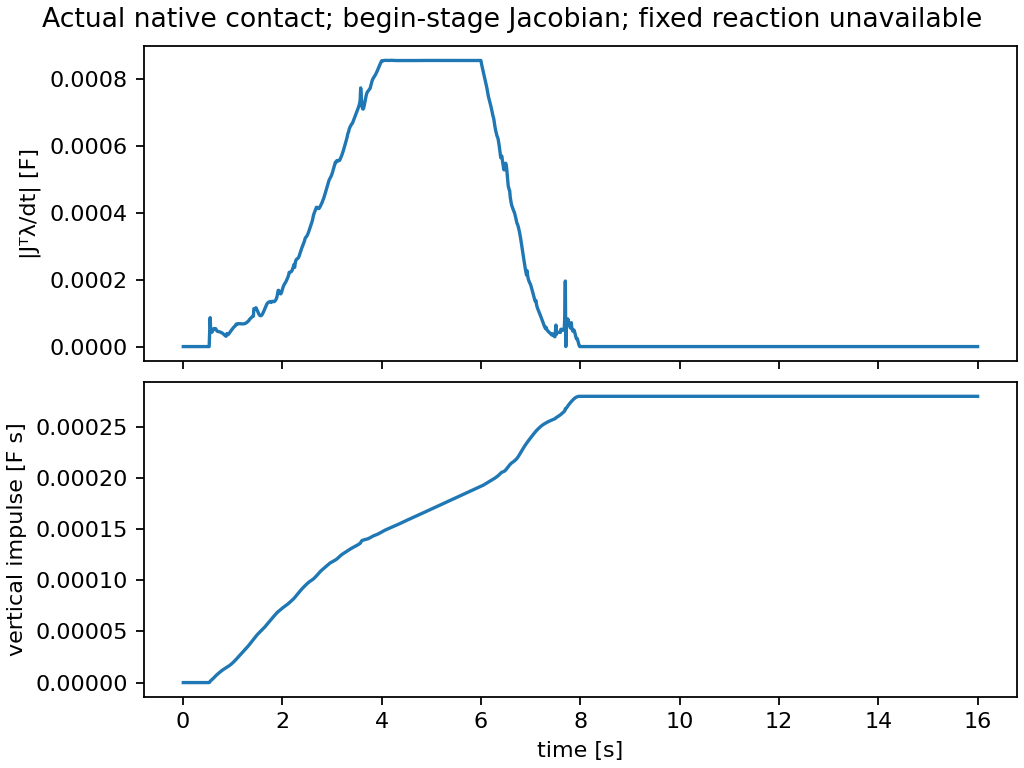 Actual native contact; begin-stage Jacobian; fixed reaction unavailable
|Jᵀλ/dt| [F]
0.0008
0.0006
0.0004
0.0002
0.0000
vertical impulse [F s]
0.00025
0.00020
0.00015
0.00010
0.00005
0.00000
0 2 4 6 8 10 12 14 16
time [s]